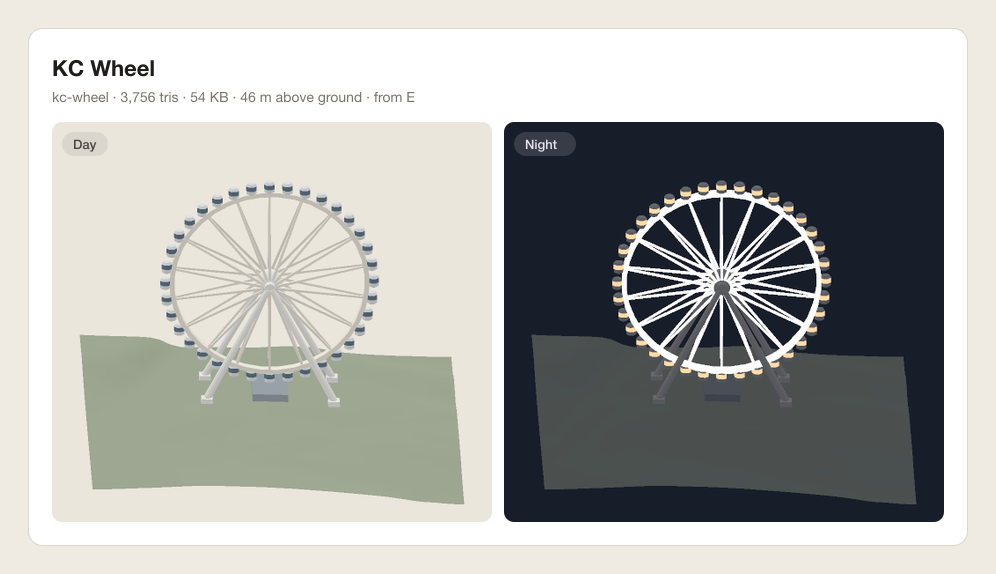 KC Wheel
kc-wheel · 3,756 tris · 54 KB · 46 m above ground · from E
Day
Night